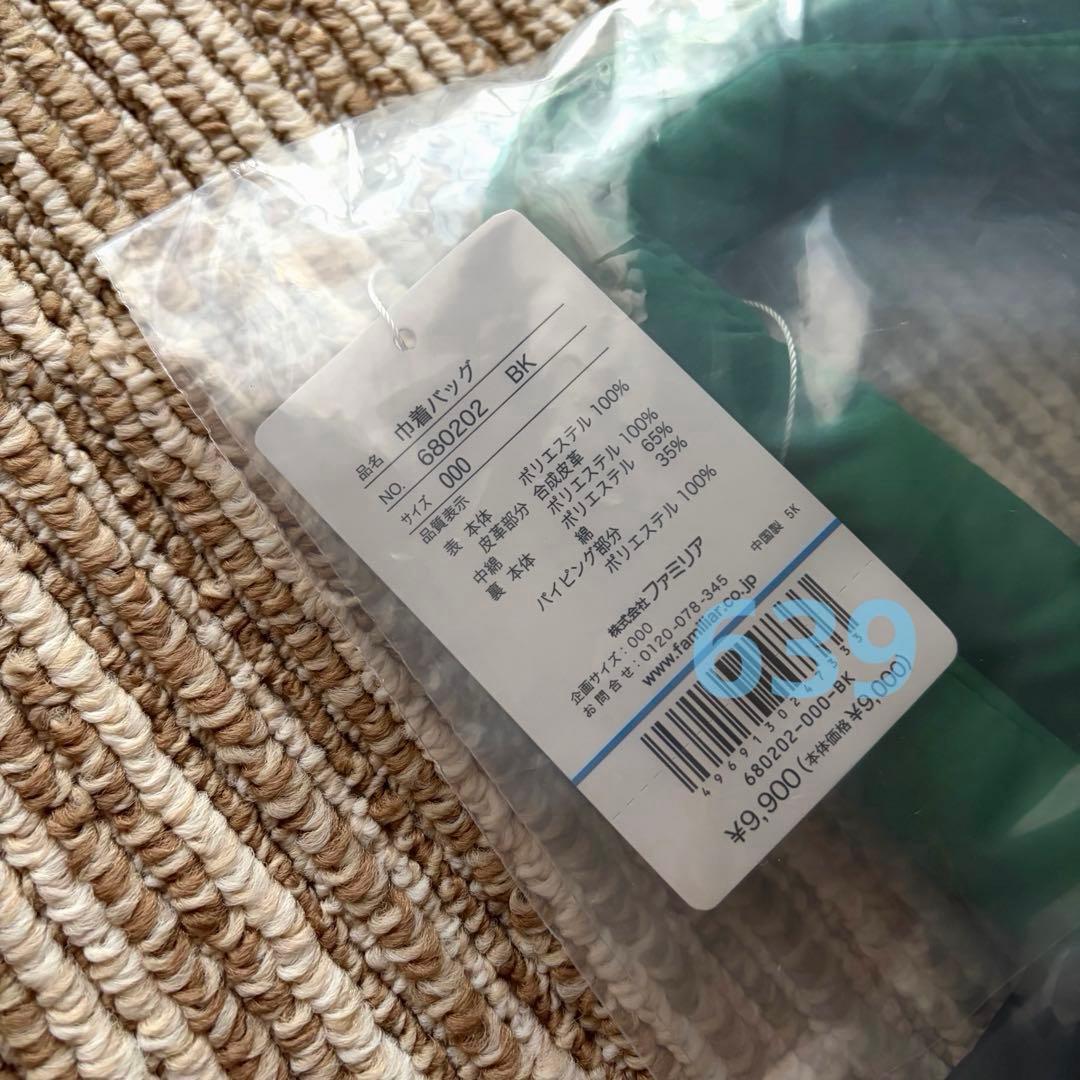 品名 巾着バッグ
NO. 680202 BK
サイズ 000
品質表示
表 本体 ポリエステル 100%
皮革部分 合成皮革
中綿 ポリエステル 100%
裏 本体 ポリエステル 65%
綿 35%
パイピング部分
ポリエステル 100%
株式会社ファミリア
中国製 5K
企画サイズ：000
お問合せ：0120-078-345
www.familiar.co.jp
639
680202-000-BK
¥9,900(本体価格 ¥9,000)